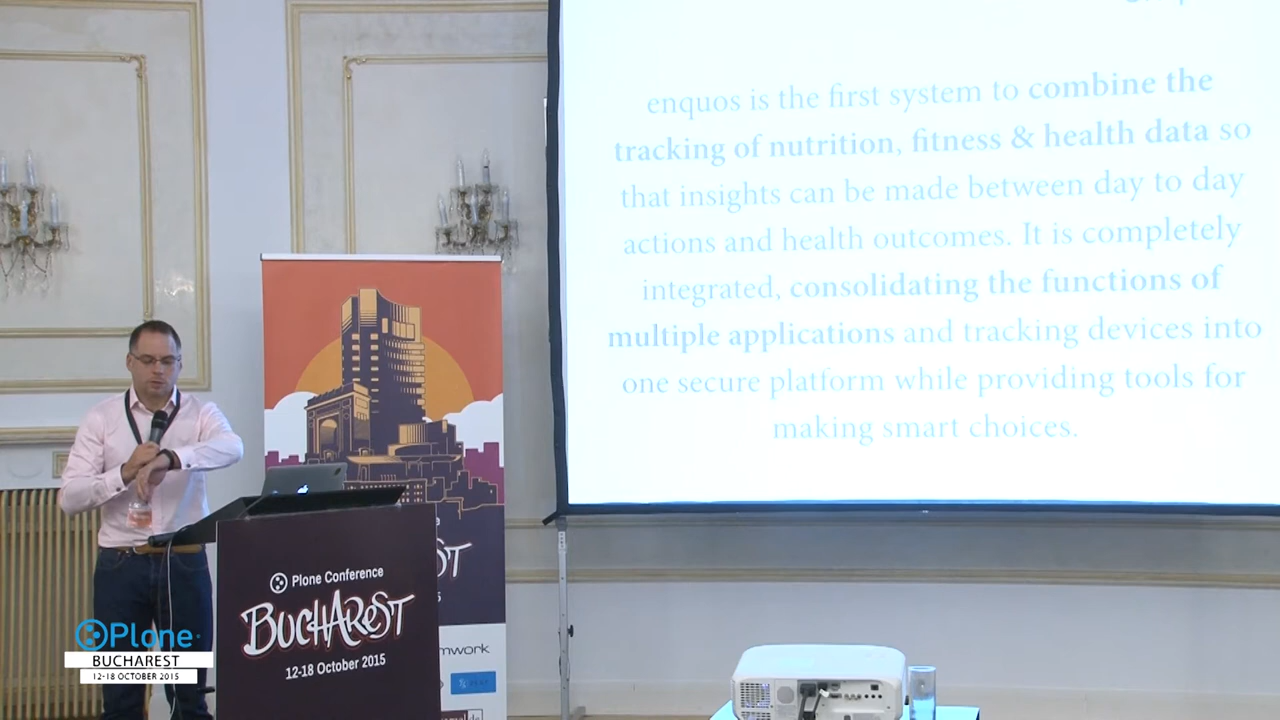 enquos is the first system to combine the
tracking of nutrition, fitness & health data so
that insights can be made between day to day
actions and health outcomes. It is completely
integrated, consolidating the functions of
multiple applications and tracking devices into
one secure platform while providing tools for
making smart choices.
Plone Conference
BUCHAREST
12-18 October 2015
Plone
BUCHAREST
12-18 OCTOBER 2015